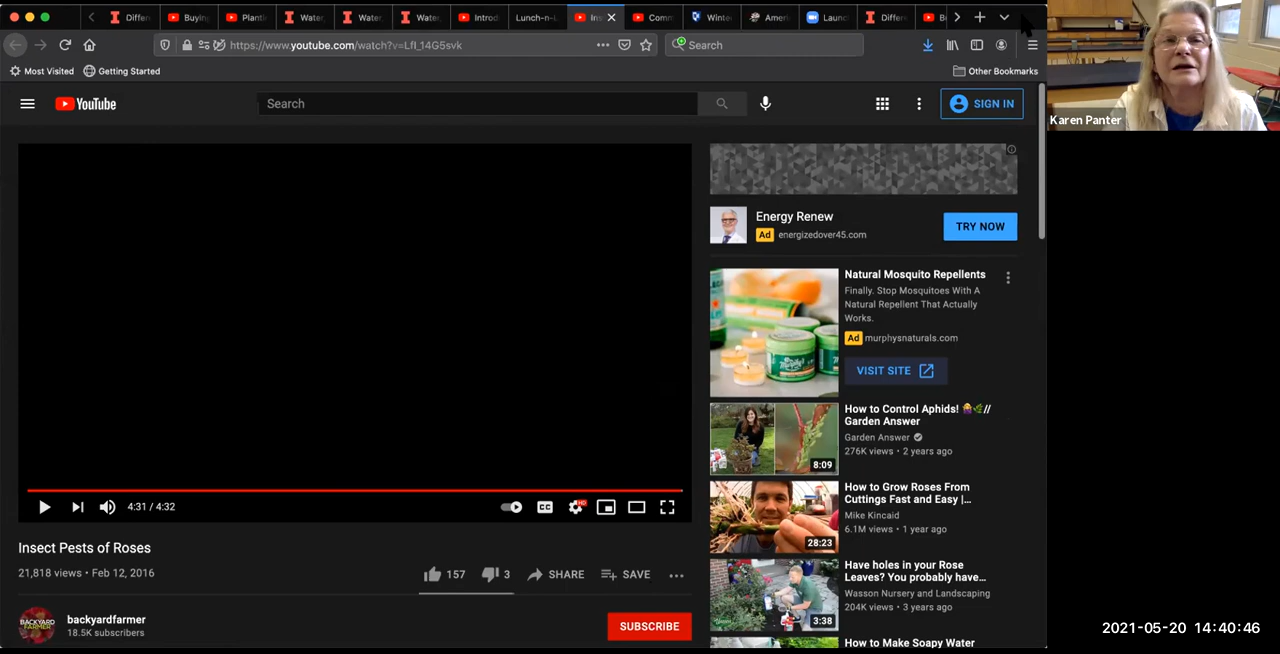 Differ
Buying
Planti
Water,
Water,
Water,
Introd
Lunch-n-L
Ins
Comm
Winte
Ameri
Launc
Differe
https://www.youtube.com/watch?v=LfI_14G5svk
Search
Most Visited
Getting Started
Other Bookmarks
YouTube
Search
SIGN IN
Karen Panter
Energy Renew
Ad energizedover45.com
TRY NOW
Natural Mosquito Repellents
Finally. Stop Mosquitoes With A
Natural Repellent That Actually
Works.
Ad murphysnaturals.com
VISIT SITE
How to Control Aphids! 🙍‍♀️🌿//
Garden Answer
Garden Answer
276K views • 2 years ago
8:09
How to Grow Roses From
Cuttings Fast and Easy |...
Mike Kincaid
6.1M views • 1 year ago
28:23
Have holes in your Rose
Leaves? You probably have...
Wasson Nursery and Landscaping
204K views • 3 years ago
3:38
How to Make Soapy Water
4:31 / 4:32
CC
HD
Insect Pests of Roses
21,818 views • Feb 12, 2016
157
3
SHARE
SAVE
BACKYARD
FARMER
backyardfarmer
18.5K subscribers
SUBSCRIBE
2021-05-20 14:40:46